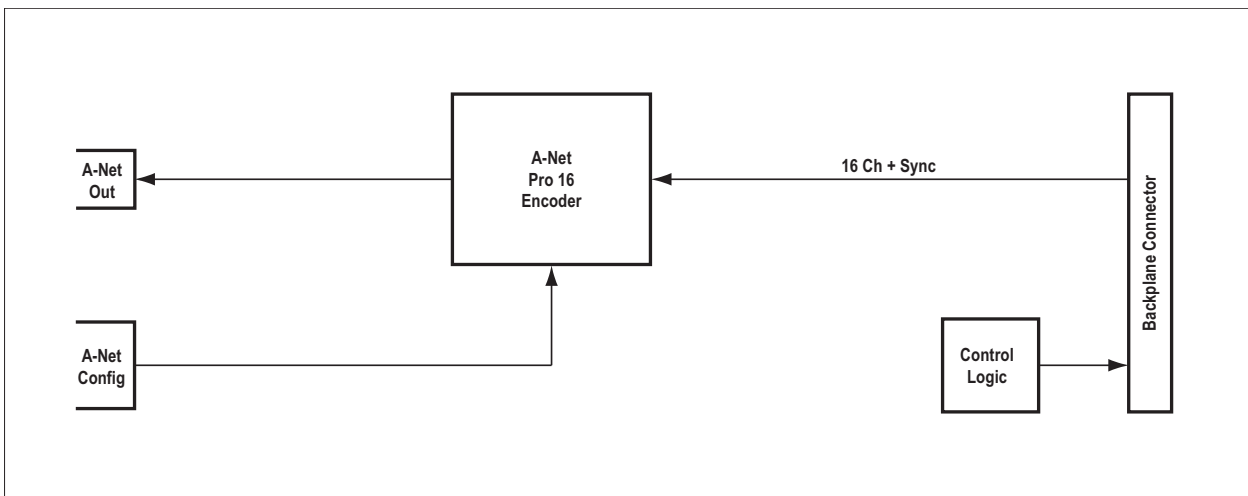 A-Net
Out
A-Net
Pro 16
Encoder
16 Ch + Sync
Backplane Connector
A-Net
Config
Control
Logic